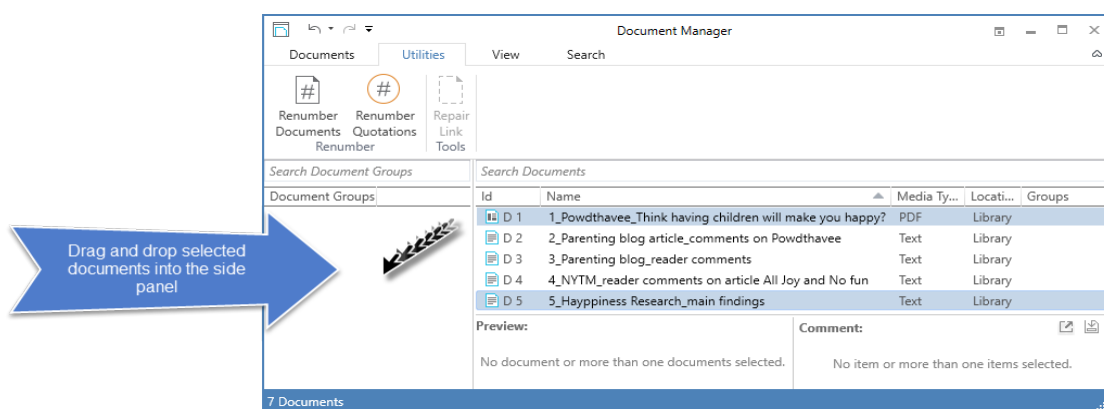 Document Manager
Documents Utilities View Search
# #
Renumber Renumber Repair
Documents Quotations Link
Renumber Tools
Search Document Groups Search Documents
Document Groups Id Name Media Ty... Locati... Groups
D 1 1_Powdthavee_Think having children will make you happy? PDF Library
D 2 2_Parenting blog article_comments on Powdthavee Text Library
D 3 3_Parenting blog_reader comments Text Library
D 4 4_NYTM_reader comments on article All Joy and No fun Text Library
D 5 5_Hayppiness Research_main findings Text Library
Drag and drop selected
documents into the side
panel
Preview: Comment:
No document or more than one documents selected. No item or more than one items selected.
7 Documents